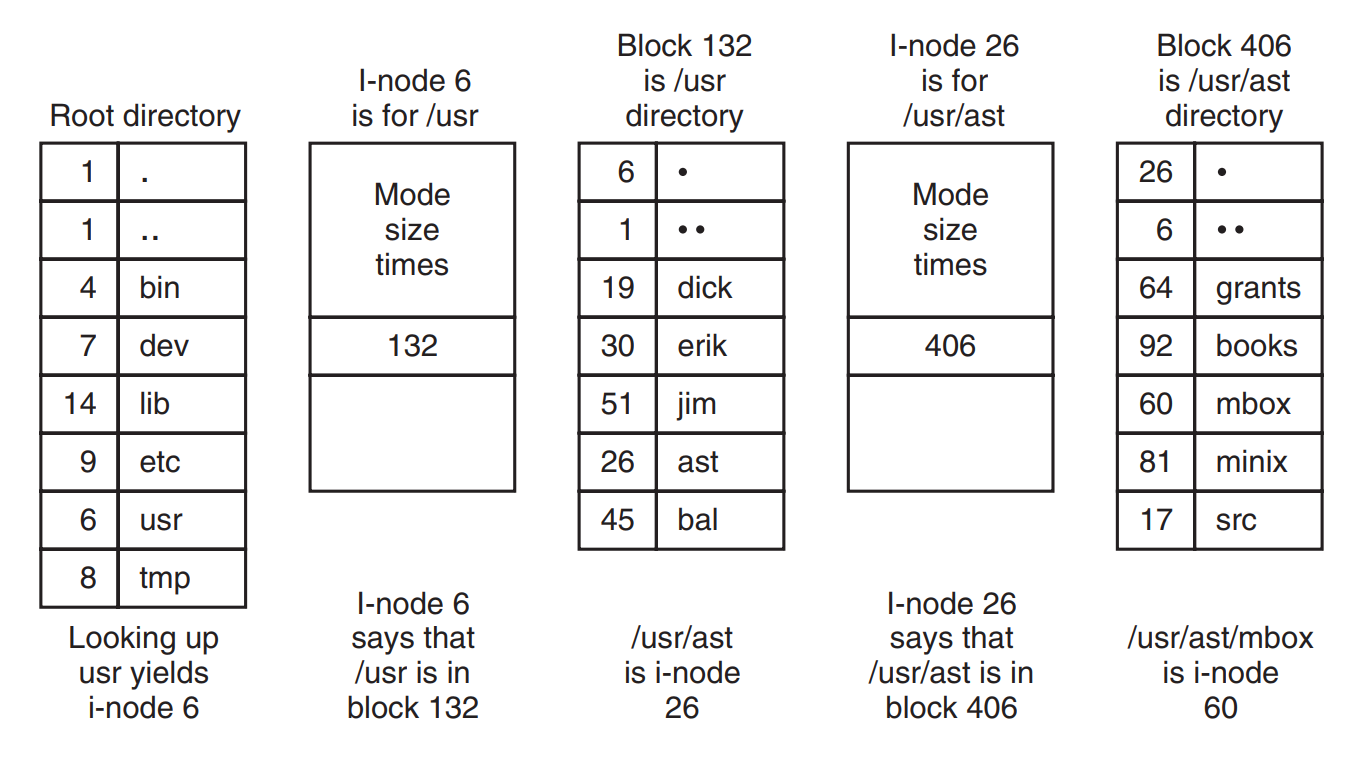 Root directory
1 .
1 ..
4 bin
7 dev
14 lib
9 etc
6 usr
8 tmp
Looking up
usr yields
i-node 6
I-node 6
is for /usr
Mode
size
times
132
I-node 6
says that
/usr is in
block 132
Block 132
is /usr
directory
6 •
1 ••
19 dick
30 erik
51 jim
26 ast
45 bal
/usr/ast
is i-node
26
I-node 26
is for
/usr/ast
Mode
size
times
406
I-node 26
says that
/usr/ast is in
block 406
Block 406
is /usr/ast
directory
26 •
6 ••
64 grants
92 books
60 mbox
81 minix
17 src
/usr/ast/mbox
is i-node
60